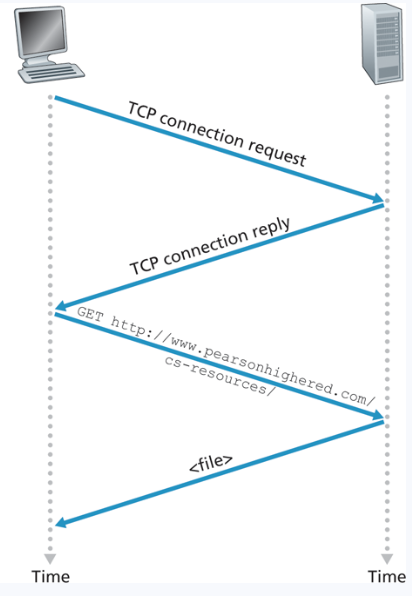 TCP connection request
TCP connection reply
GET http://www.pearsonhighered.com/
cs-resources/
<file>
Time
Time